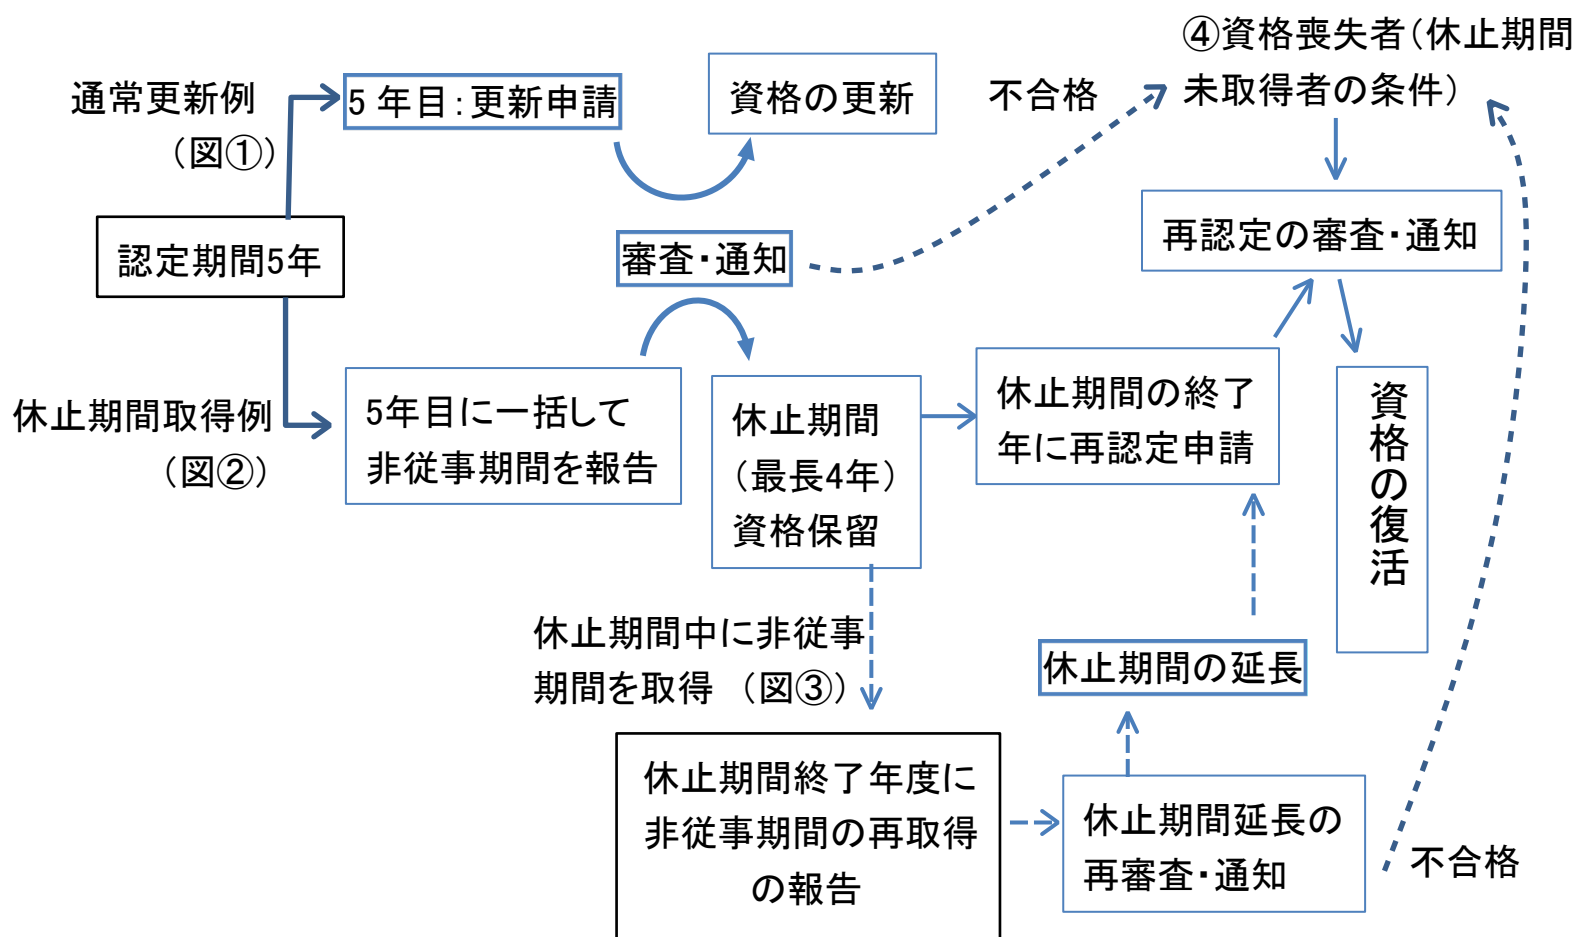 ④資格喪失者（休止期間
未取得者の条件）
通常更新例
（図①）
5 年目：更新申請
資格の更新
不合格
認定期間5年
審査・通知
再認定の審査・通知
休止期間取得例
（図②）
5年目に一括して
非従事期間を報告
休止期間
（最長4年）
資格保留
休止期間の終了
年に再認定申請
資格の復活
休止期間中に非従事
期間を取得　（図③）
休止期間の延長
休止期間終了年度に
非従事期間の再取得
の報告
休止期間延長の
再審査・通知
不合格